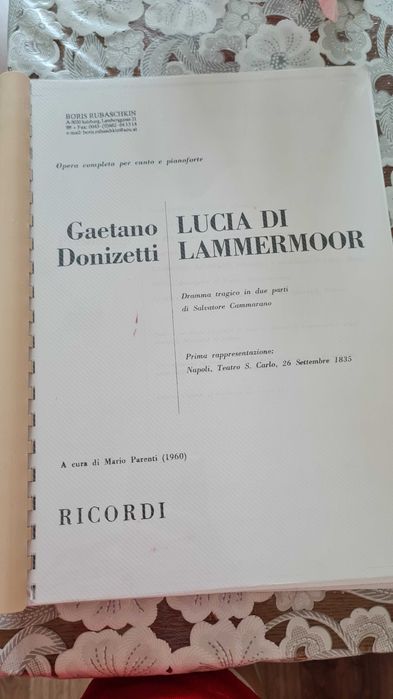 BORIS RUBASCHKIN
Opera completa per canto e pianoforte
Gaetano
Donizetti
LUCIA DI
LAMMERMOOR
Dramma tragico in due parti
di Salvatore Cammarano
Prima rappresentazione:
Napoli, Teatro S. Carlo, 26 Settembre 1835
A cura di Mario Parenti (1960)
RICORDI